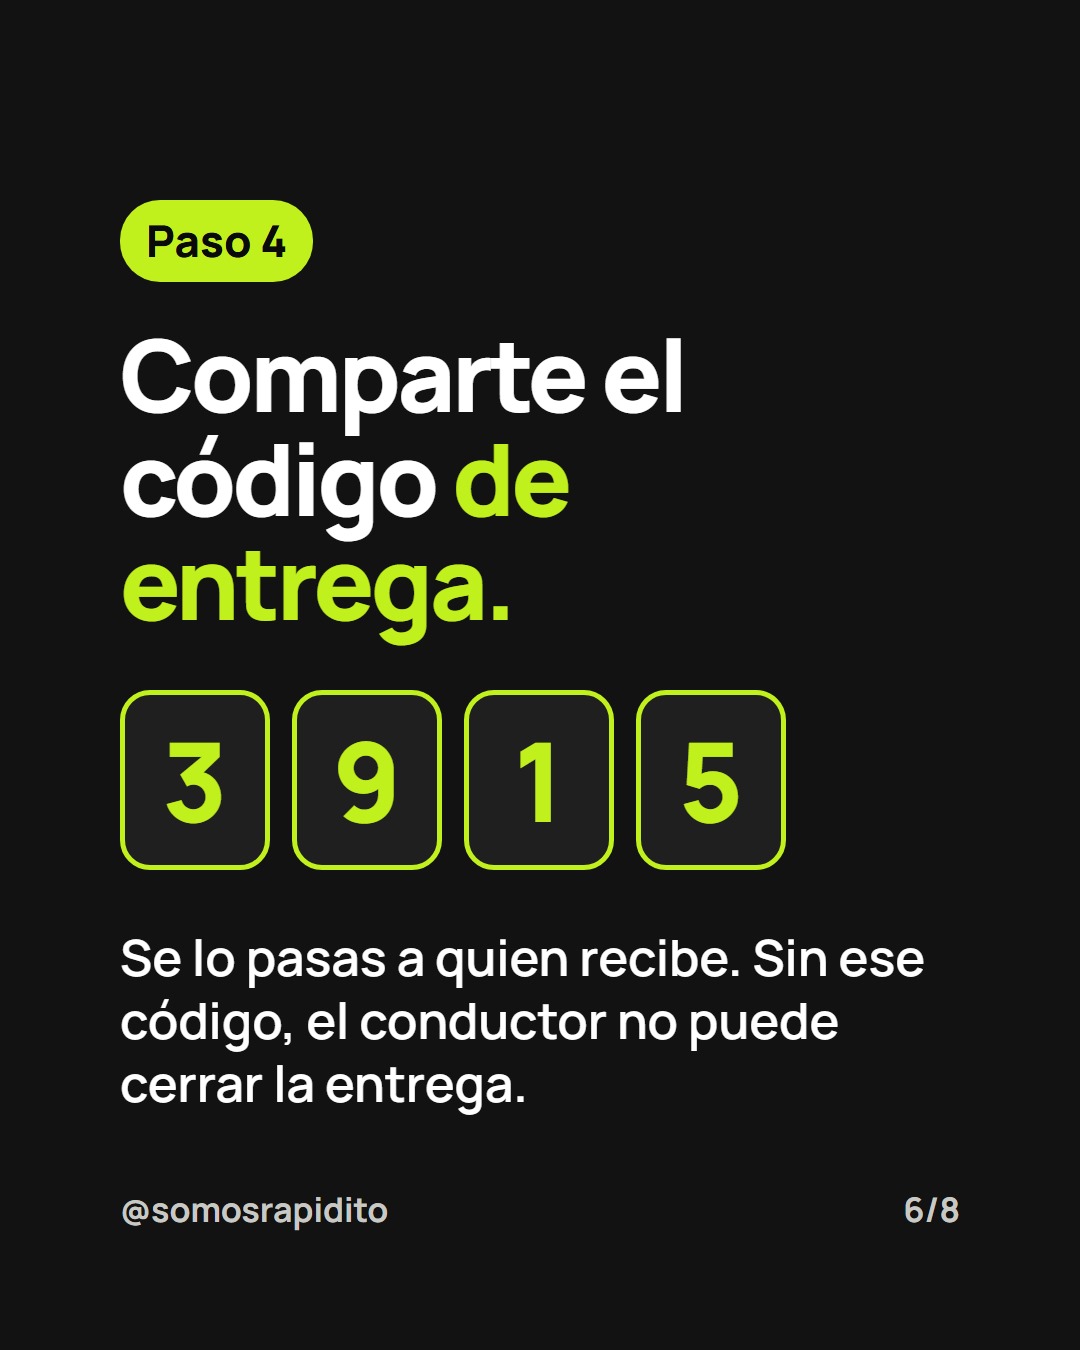 Paso 4
Comparte el
código de
entrega.
3 9 1 5
Se lo pasas a quien recibe. Sin ese
código, el conductor no puede
cerrar la entrega.
@somosrapidito
6/8